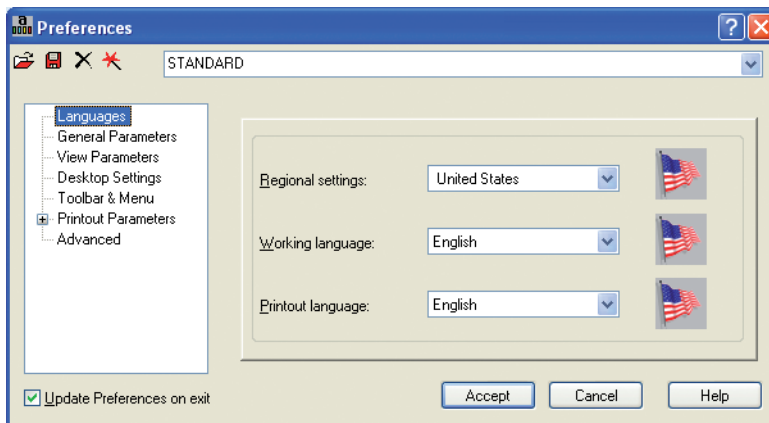 Preferences
STANDARD
Languages
General Parameters
View Parameters
Desktop Settings
Toolbar & Menu
Printout Parameters
Advanced
Regional settings: United States
Working language: English
Printout language: English
Update Preferences on exit
Accept Cancel Help